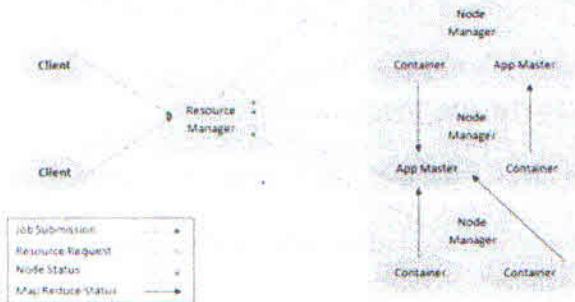 Node
Manager
Client
Container
App Master
Resource
Manager
Node
Manager
Client
App Master
Container
Job Submission
Resource Request
Node Status
Map Reduce Status
Node
Manager
Container
Container